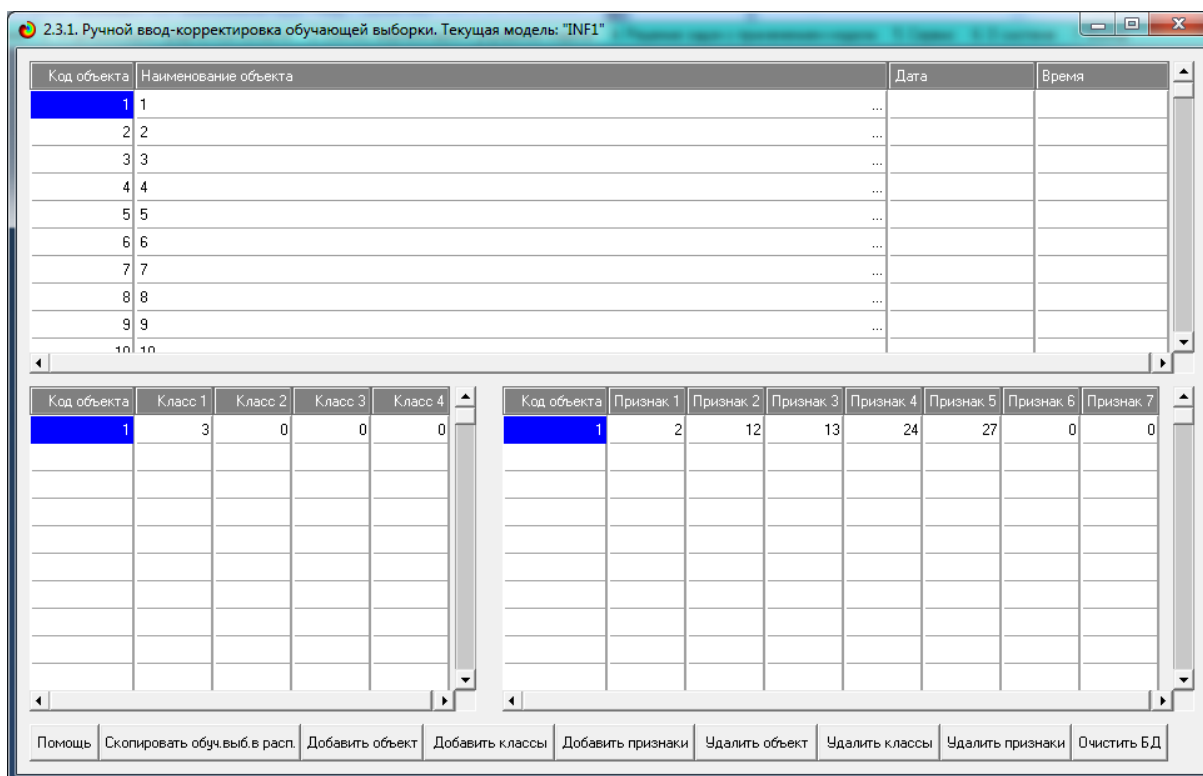 2.3.1. Ручной ввод-корректировка обучающей выборки. Текущая модель: "INF1"
Код объекта Наименование объекта Дата Время
1 1 ...
2 2 ...
3 3 ...
4 4 ...
5 5 ...
6 6 ...
7 7 ...
8 8 ...
9 9 ...
10 10
Код объекта Класс 1 Класс 2 Класс 3 Класс 4
1 3 0 0 0
Код объекта Признак 1 Признак 2 Признак 3 Признак 4 Признак 5 Признак 6 Признак 7
1 2 12 13 24 27 0 0
Помощь Скопировать обуч.выб.в расп. Добавить объект Добавить классы Добавить признаки Удалить объект Удалить классы Удалить признаки Очистить БД